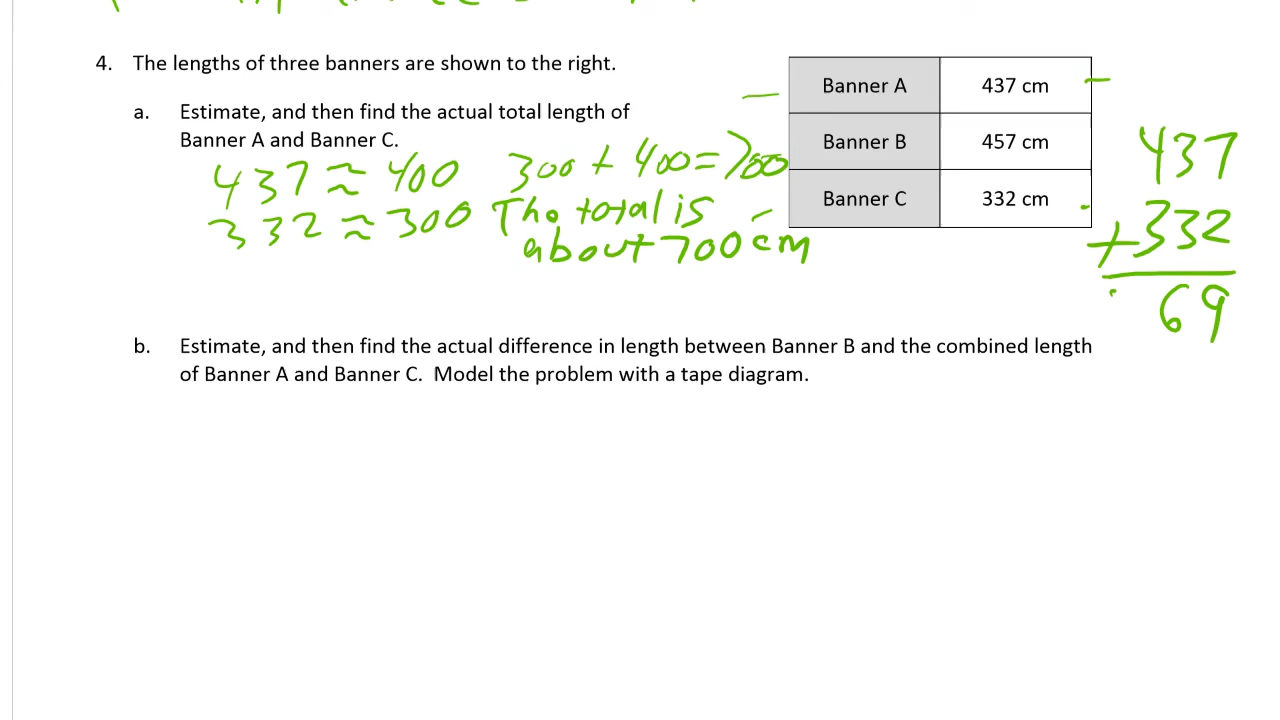 4. The lengths of three banners are shown to the right.
a. Estimate, and then find the actual total length of
Banner A and Banner C.
437 ≈ 400 300 + 400 = 700
332 ≈ 300 The total is
about 700 cm
Banner A 437 cm
Banner B 457 cm
Banner C 332 cm
437
+332
69
b. Estimate, and then find the actual difference in length between Banner B and the combined length
of Banner A and Banner C. Model the problem with a tape diagram.